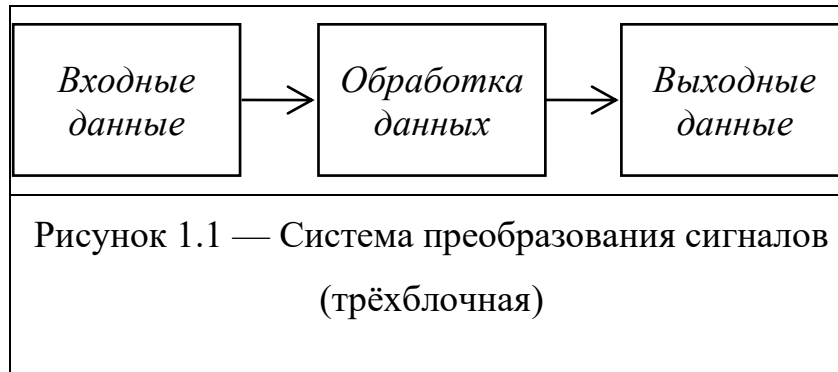 Входные
данные
Обработка
данных
Выходные
данные
Рисунок 1.1 — Система преобразования сигналов
(трёхблочная)